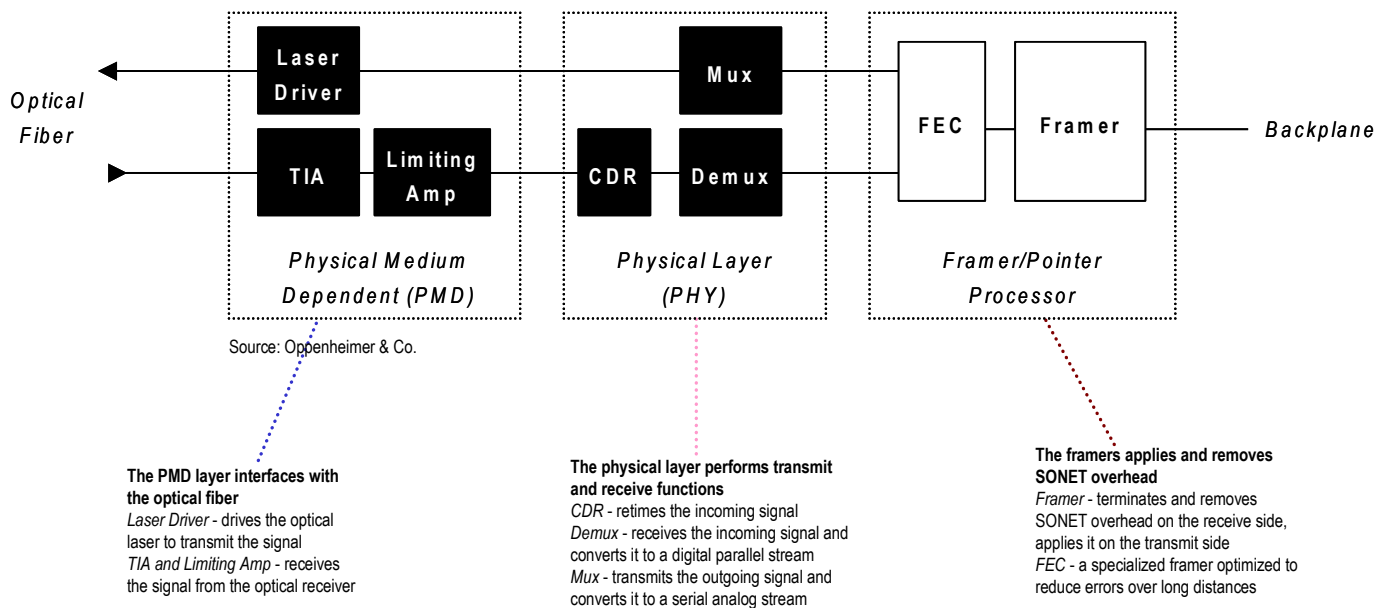 Optical
Fiber
Laser
Driver
TIA
Limiting
Amp
Physical Medium
Dependent (PMD)
Mux
CDR
Demux
Physical Layer
(PHY)
FEC
Framer
Framer/Pointer
Processor
Backplane
Source: Oppenheimer & Co.
The PMD layer interfaces with
the optical fiber
Laser Driver - drives the optical
laser to transmit the signal
TIA and Limiting Amp - receives
the signal from the optical receiver
The physical layer performs transmit
and receive functions
CDR - retimes the incoming signal
Demux - receives the incoming signal and
converts it to a digital parallel stream
Mux - transmits the outgoing signal and
converts it to a serial analog stream
The framers applies and removes
SONET overhead
Framer - terminates and removes
SONET overhead on the receive side,
applies it on the transmit side
FEC - a specialized framer optimized to
reduce errors over long distances